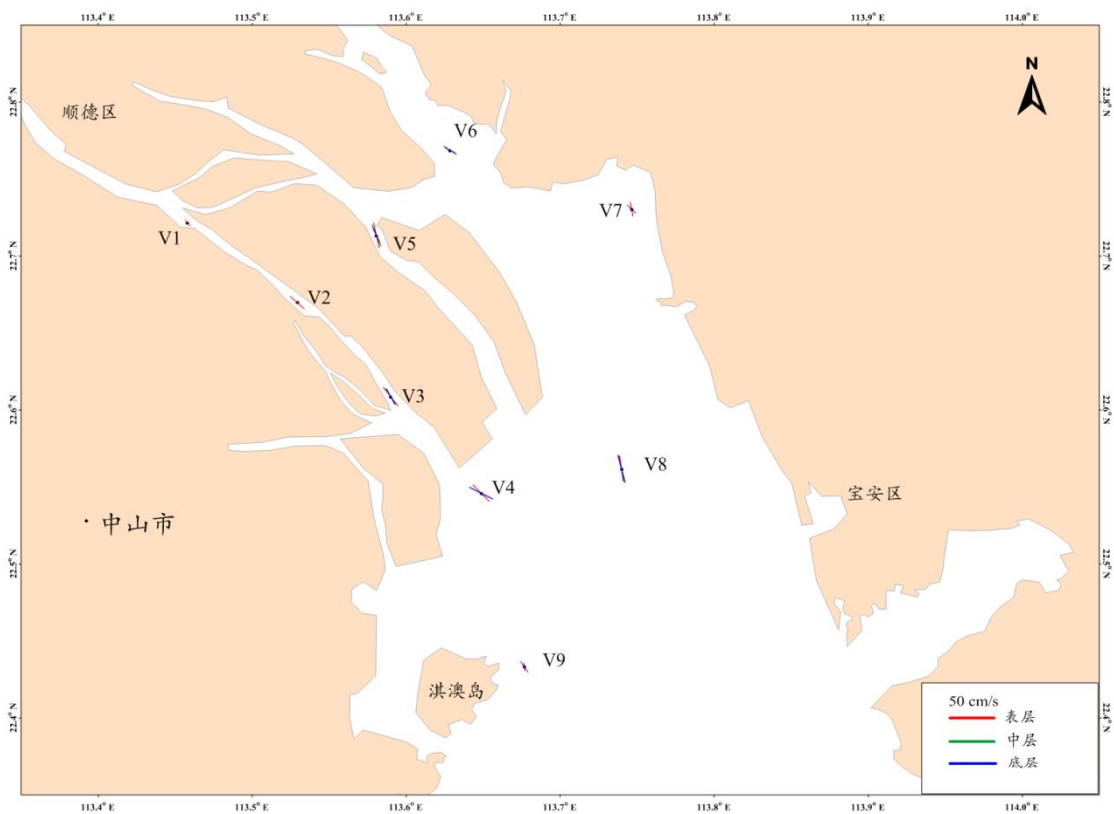 113.4° E 113.5° E 113.6° E 113.7° E 113.8° E 113.9° E 114.0° E
N
22.8° N
22.8° N
顺德区
V6
V7
V1
V5
22.7° N
22.7° N
V2
V3
22.6° N
22.6° N
V8
V4
宝安区
中山市
22.5° N
22.5° N
V9
淇澳岛
50 cm/s
表层
中层
底层
22.4° N
22.4° N
113.4° E 113.5° E 113.6° E 113.7° E 113.8° E 113.9° E 114.0° E